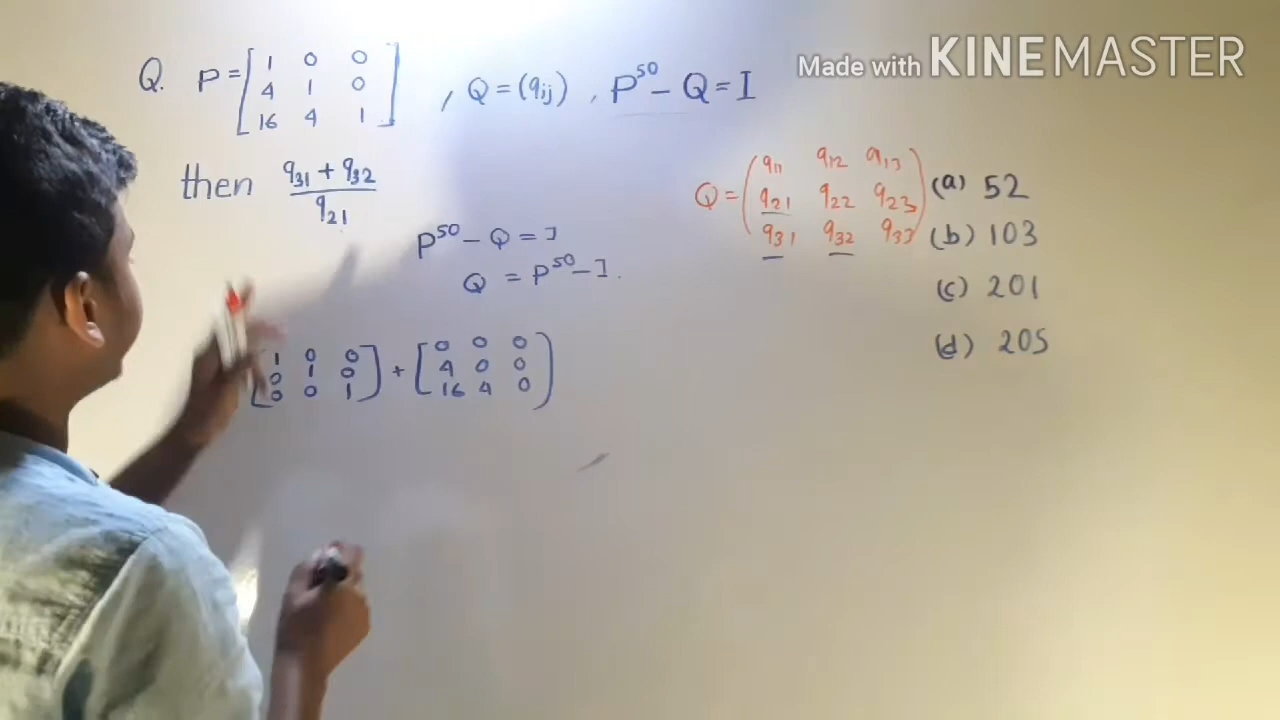 Made with KINEMASTER
Q. P = [ 1 0 0
4 1 0
16 4 1 ] , Q = (qij) , P⁵⁰ − Q = I
then (q₃₁ + q₃₂) / q₂₁
P⁵⁰ − Q = I
Q = P⁵⁰ − I.
[ 1 0 0
0 1 0
0 0 1 ] + [ 0 0 0
4 0 0
16 4 0 )
Q = ( q₁₁ q₁₂ q₁₃
q₂₁ q₂₂ q₂₃
q₃₁ q₃₂ q₃₃ )
(a) 52
(b) 103
(c) 201
(d) 205